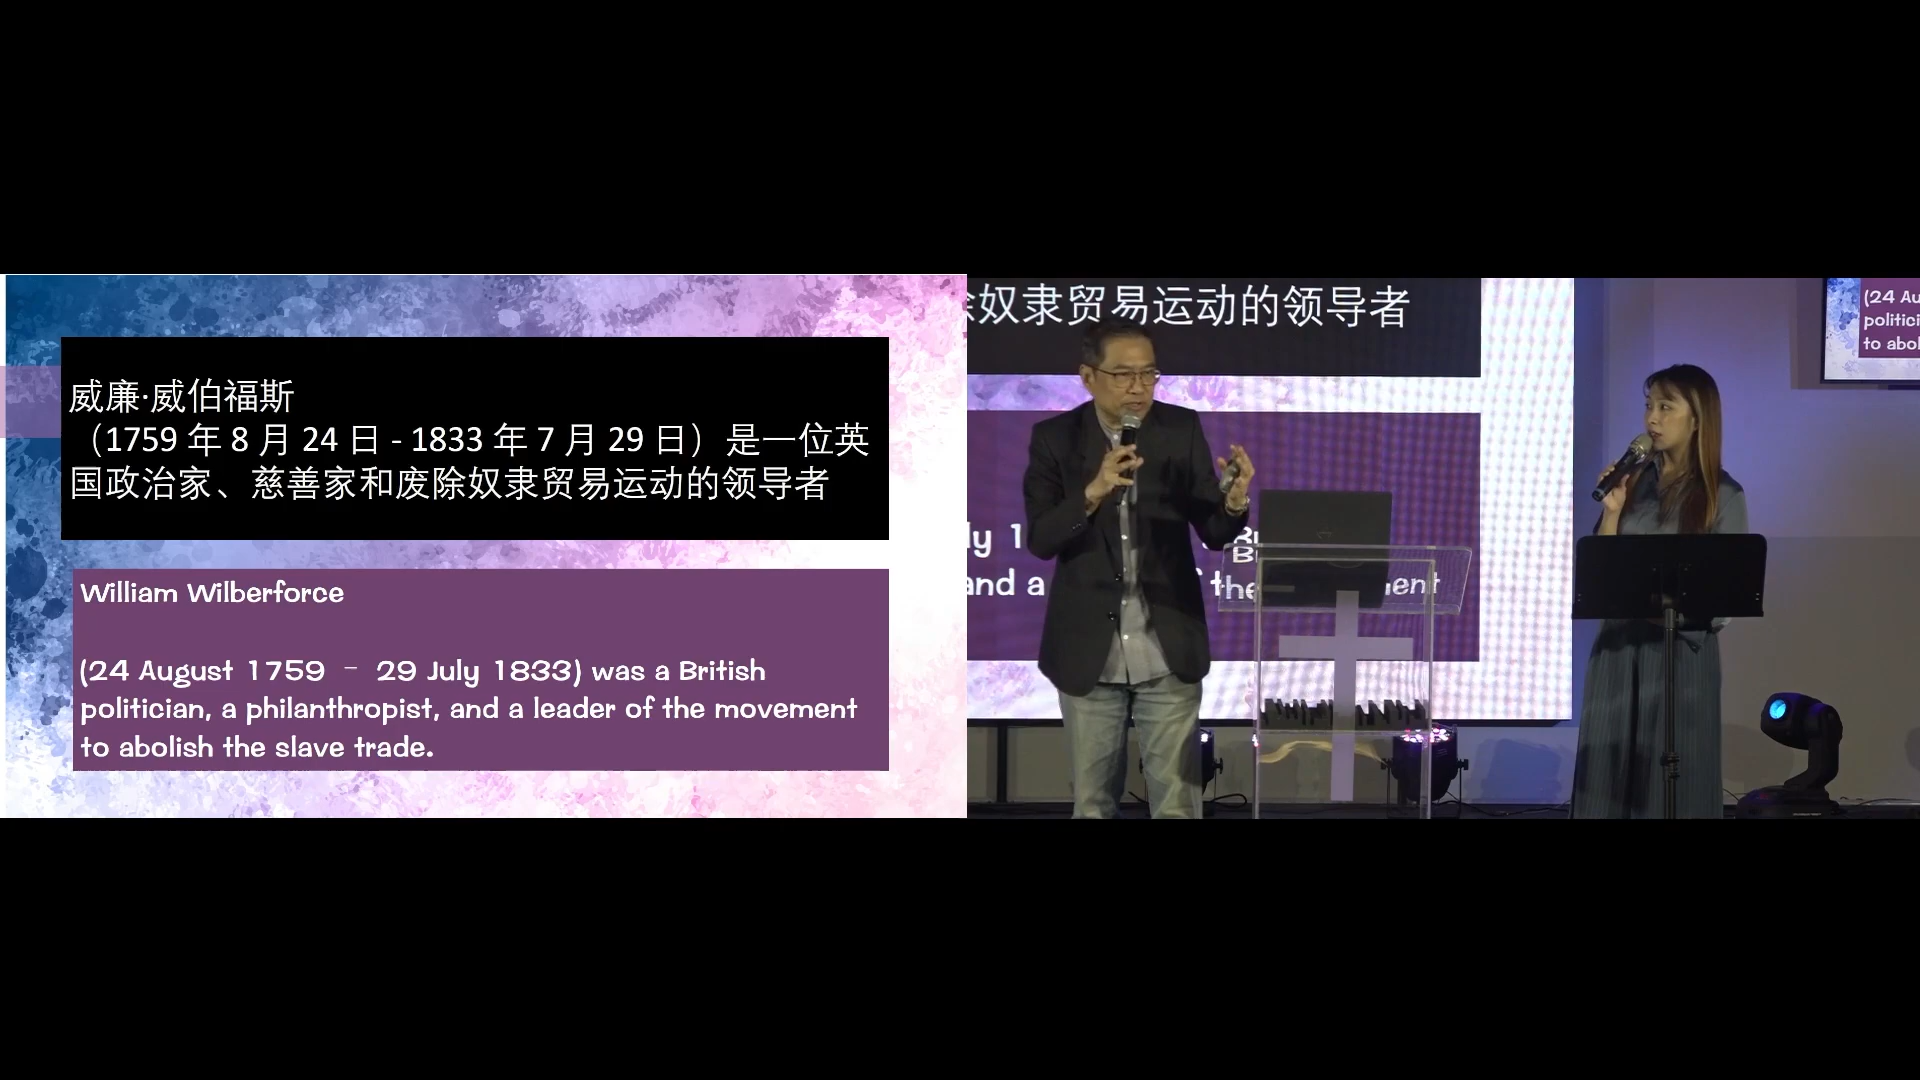 威廉·威伯福斯
（1759 年 8 月 24 日 - 1833 年 7 月 29 日）是一位英
国政治家、慈善家和废除奴隶贸易运动的领导者
William Wilberforce
(24 August 1759 – 29 July 1833) was a British
politician, a philanthropist, and a leader of the movement
to abolish the slave trade.
奴隶贸易运动的领导者
ly 1
and a
the
(24 Au
politici
to abol